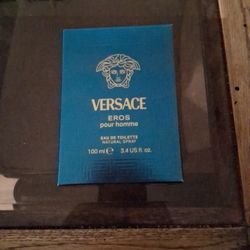 VERSACE
EROS
pour homme
EAU DE TOILETTE
NATURAL SPRAY
100 ml ℮ 3.4 US fl. oz.